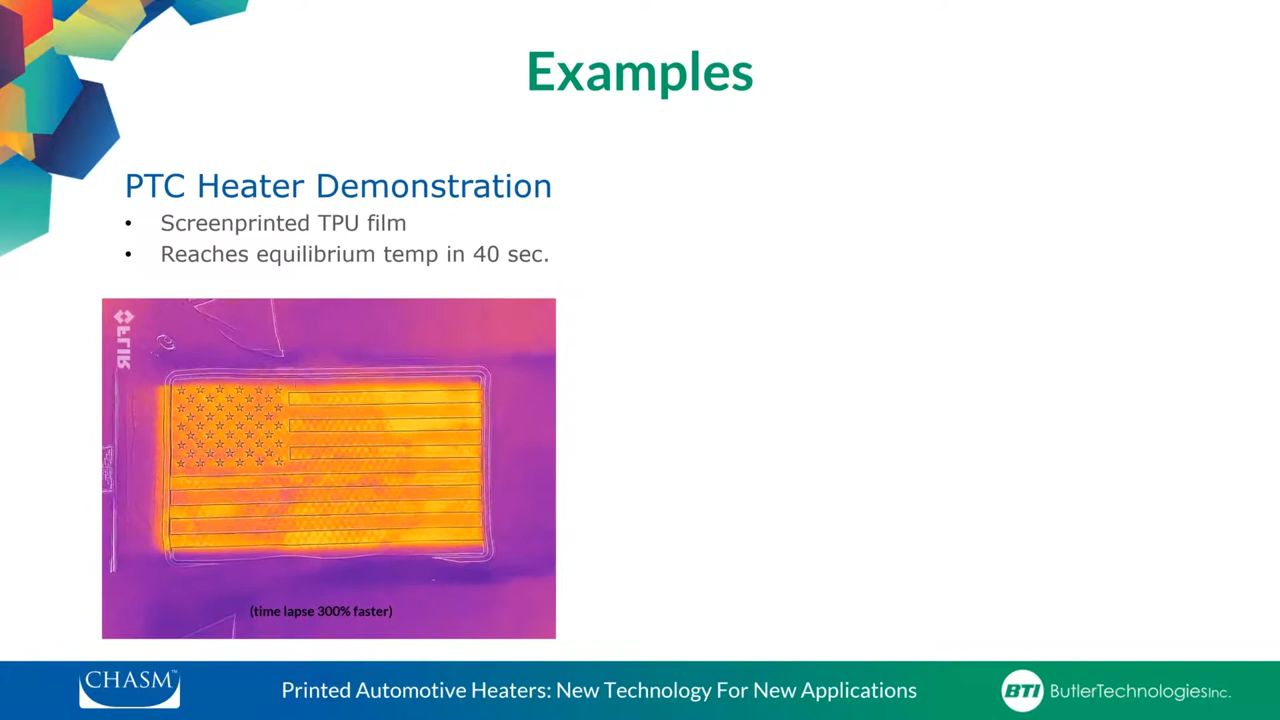 Examples
PTC Heater Demonstration
• Screenprinted TPU film
• Reaches equilibrium temp in 40 sec.
FLIR
(time lapse 300% faster)
CHASM™
Printed Automotive Heaters: New Technology For New Applications
BTI ButlerTechnologiesInc.